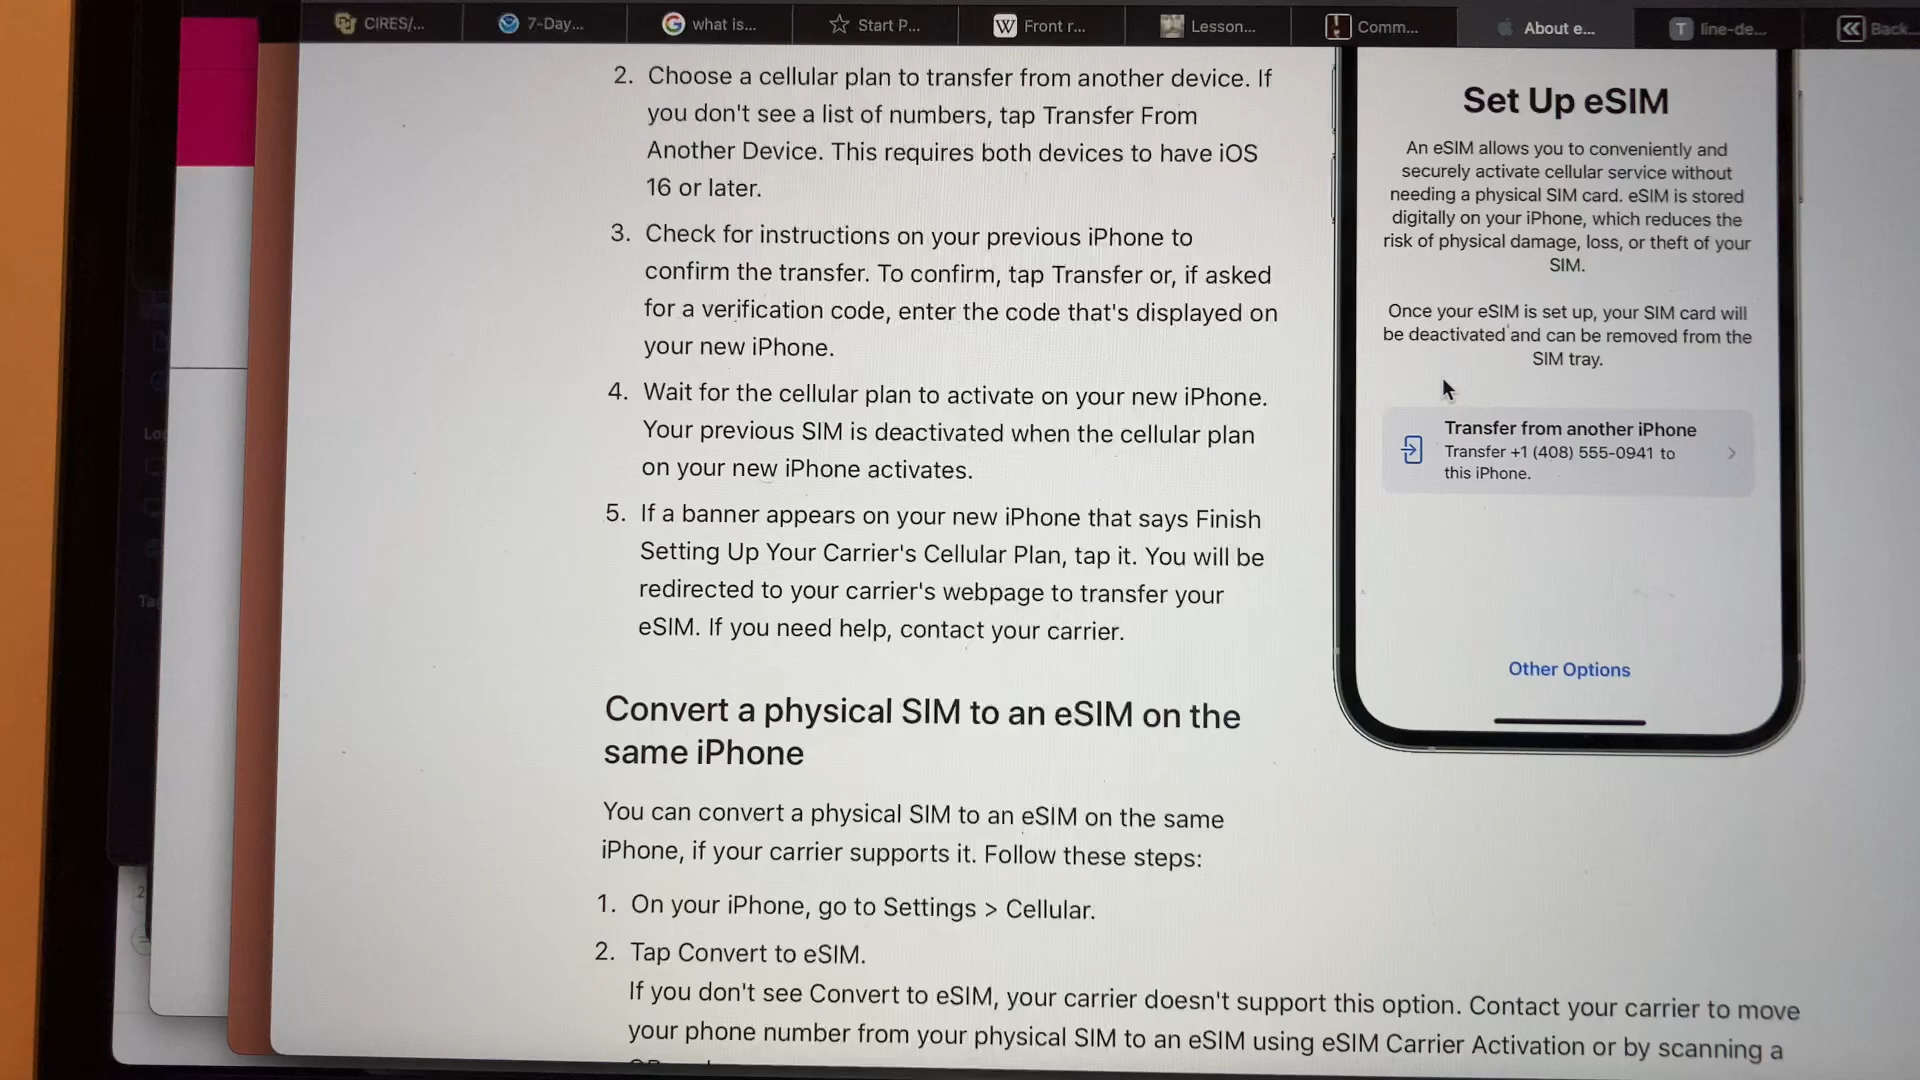 CIRES/...
7-Day...
what is...
Start P...
Front r...
Lesson...
Comm...
About e...
line-de...
Back...
2. Choose a cellular plan to transfer from another device. If
you don't see a list of numbers, tap Transfer From
Another Device. This requires both devices to have iOS
16 or later.
3. Check for instructions on your previous iPhone to
confirm the transfer. To confirm, tap Transfer or, if asked
for a verification code, enter the code that's displayed on
your new iPhone.
4. Wait for the cellular plan to activate on your new iPhone.
Your previous SIM is deactivated when the cellular plan
on your new iPhone activates.
5. If a banner appears on your new iPhone that says Finish
Setting Up Your Carrier's Cellular Plan, tap it. You will be
redirected to your carrier's webpage to transfer your
eSIM. If you need help, contact your carrier.
Set Up eSIM
An eSIM allows you to conveniently and
securely activate cellular service without
needing a physical SIM card. eSIM is stored
digitally on your iPhone, which reduces the
risk of physical damage, loss, or theft of your
SIM.
Once your eSIM is set up, your SIM card will
be deactivated and can be removed from the
SIM tray.
Transfer from another iPhone
Transfer +1 (408) 555-0941 to
this iPhone.
Other Options
Convert a physical SIM to an eSIM on the
same iPhone
You can convert a physical SIM to an eSIM on the same
iPhone, if your carrier supports it. Follow these steps:
1. On your iPhone, go to Settings > Cellular.
2. Tap Convert to eSIM.
If you don't see Convert to eSIM, your carrier doesn't support this option. Contact your carrier to move
your phone number from your physical SIM to an eSIM using eSIM Carrier Activation or by scanning a